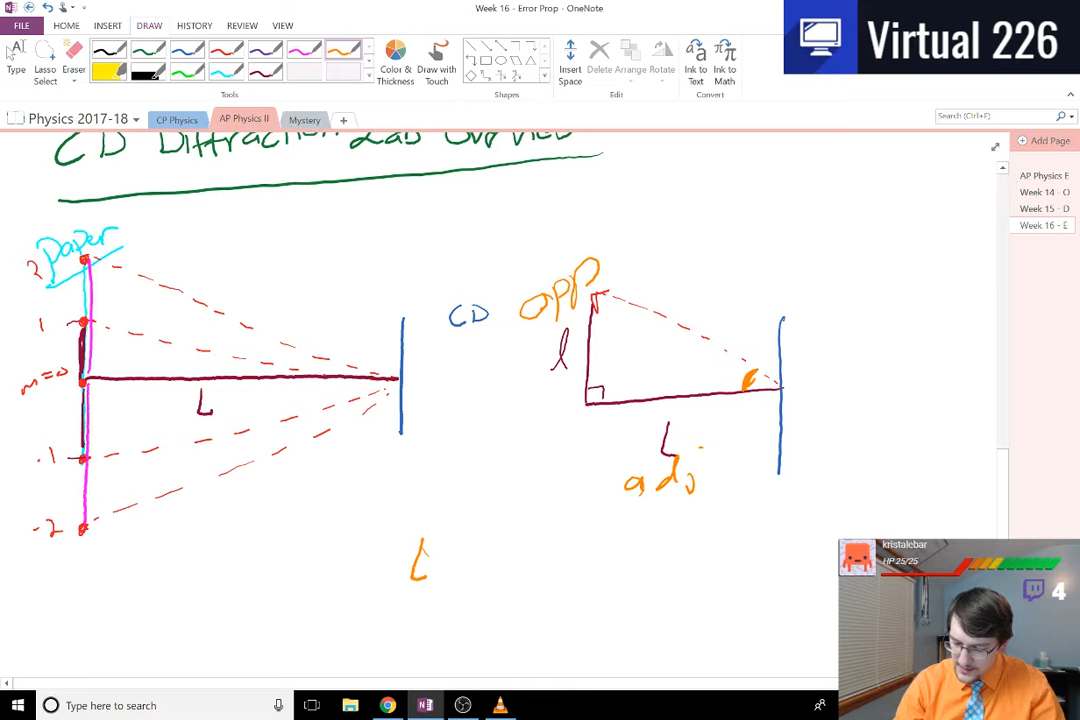 Week 16 - Error Prop - OneNote
FILE HOME INSERT DRAW HISTORY REVIEW VIEW
Virtual 226
Type Lasso Select Eraser Color & Thickness Draw with Touch Insert Space Delete Arrange Rotate Ink to Text Ink to Math
Tools Shapes Edit Convert
Physics 2017-18 CP Physics AP Physics II Mystery
Search (Ctrl+E)
Add Page
AP Physics E
Week 14 - O
Week 15 - D
Week 16 - E
CD Diffraction Lab Overview
paper
2
1
m=0
-1
-2
L
CD
opp
l
L
adj
L
kristalebar
HP 25/25
4
Type here to search